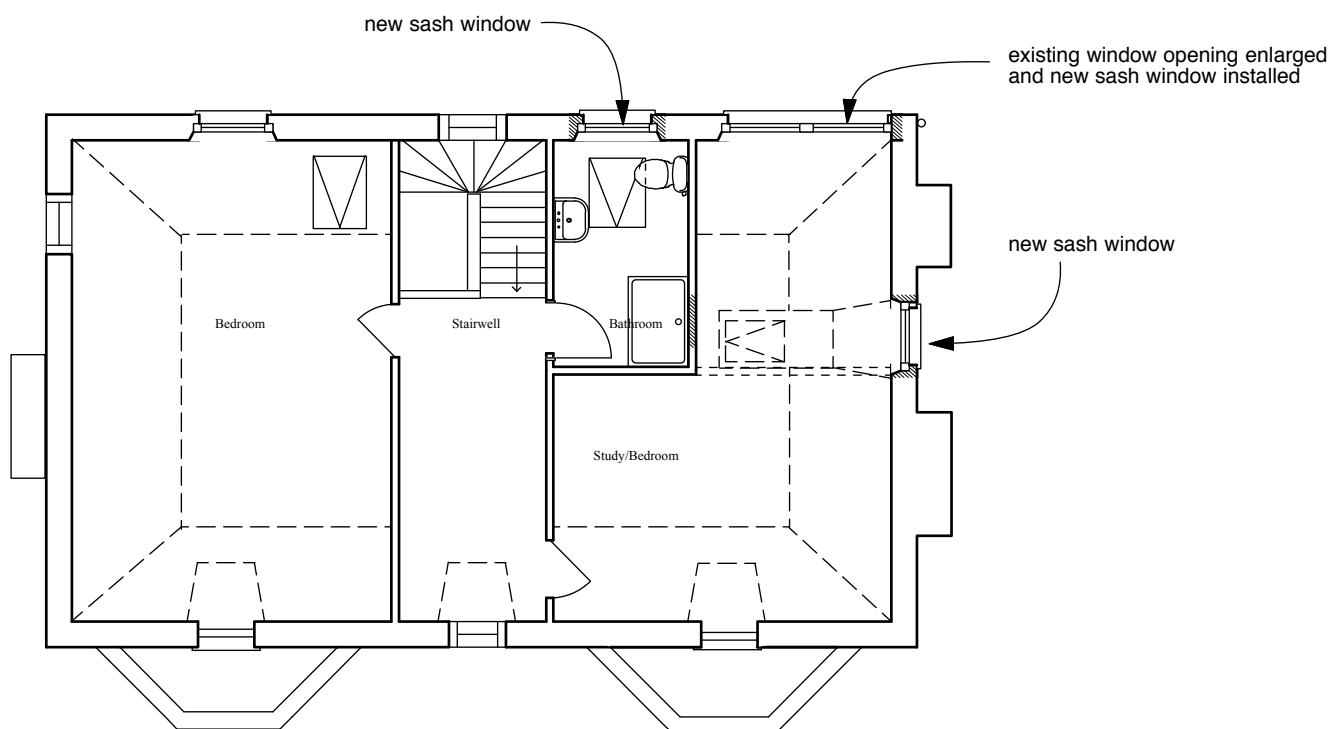 new sash window
existing window opening enlarged
and new sash window installed
new sash window
Bedroom
Stairwell
Bathroom
Study/Bedroom